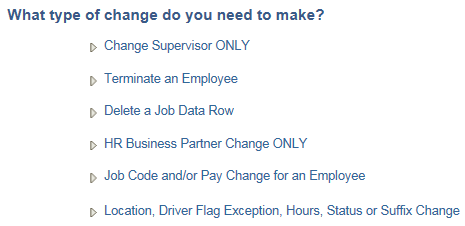 What type of change do you need to make?
Change Supervisor ONLY
Terminate an Employee
Delete a Job Data Row
HR Business Partner Change ONLY
Job Code and/or Pay Change for an Employee
Location, Driver Flag Exception, Hours, Status or Suffix Change